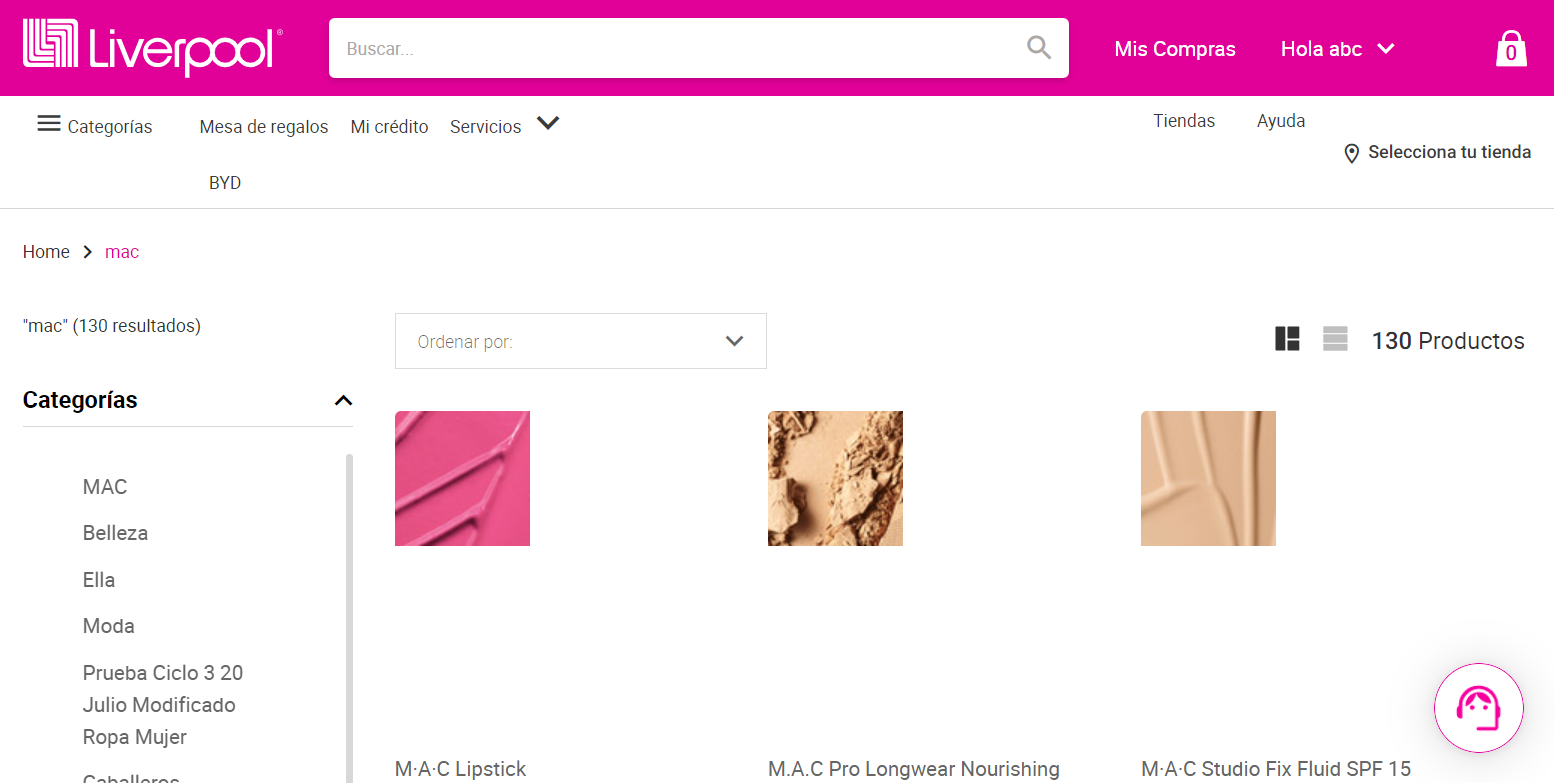 Liverpool®
Buscar...
Mis Compras
Hola abc
0
Categorías
Mesa de regalos
Mi crédito
Servicios
Tiendas
Ayuda
Selecciona tu tienda
BYD
Home
mac
"mac" (130 resultados)
Ordenar por:
130 Productos
Categorías
MAC
Belleza
Ella
Moda
Prueba Ciclo 3 20
Julio Modificado
Ropa Mujer
Caballeros
M·A·C Lipstick
M.A.C Pro Longwear Nourishing
M·A·C Studio Fix Fluid SPF 15